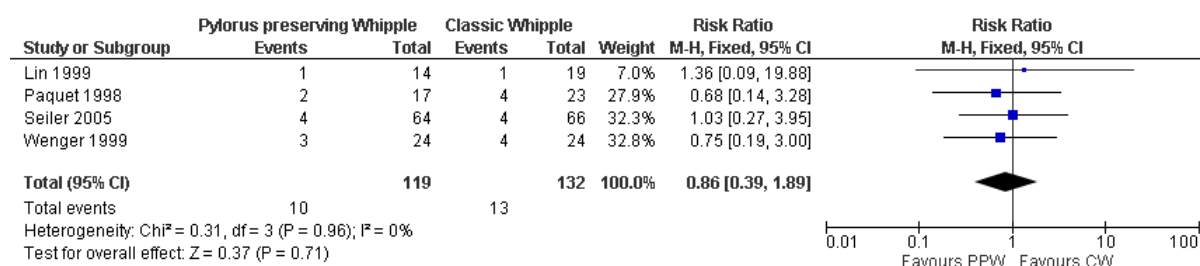 Pylorus preserving Whipple Classic Whipple Risk Ratio Risk Ratio
Study or Subgroup Events Total Events Total Weight M-H, Fixed, 95% CI M-H, Fixed, 95% CI
Lin 1999 1 14 1 19 7.0% 1.36 [0.09, 19.88]
Paquet 1998 2 17 4 23 27.9% 0.68 [0.14, 3.28]
Seiler 2005 4 64 4 66 32.3% 1.03 [0.27, 3.95]
Wenger 1999 3 24 4 24 32.8% 0.75 [0.19, 3.00]
Total (95% CI) 119 132 100.0% 0.86 [0.39, 1.89]
Total events 10 13
Heterogeneity: Chi² = 0.31, df = 3 (P = 0.96); I² = 0%
Test for overall effect: Z = 0.37 (P = 0.71)
0.01 0.1 1 10 100
Favours PPW Favours CW